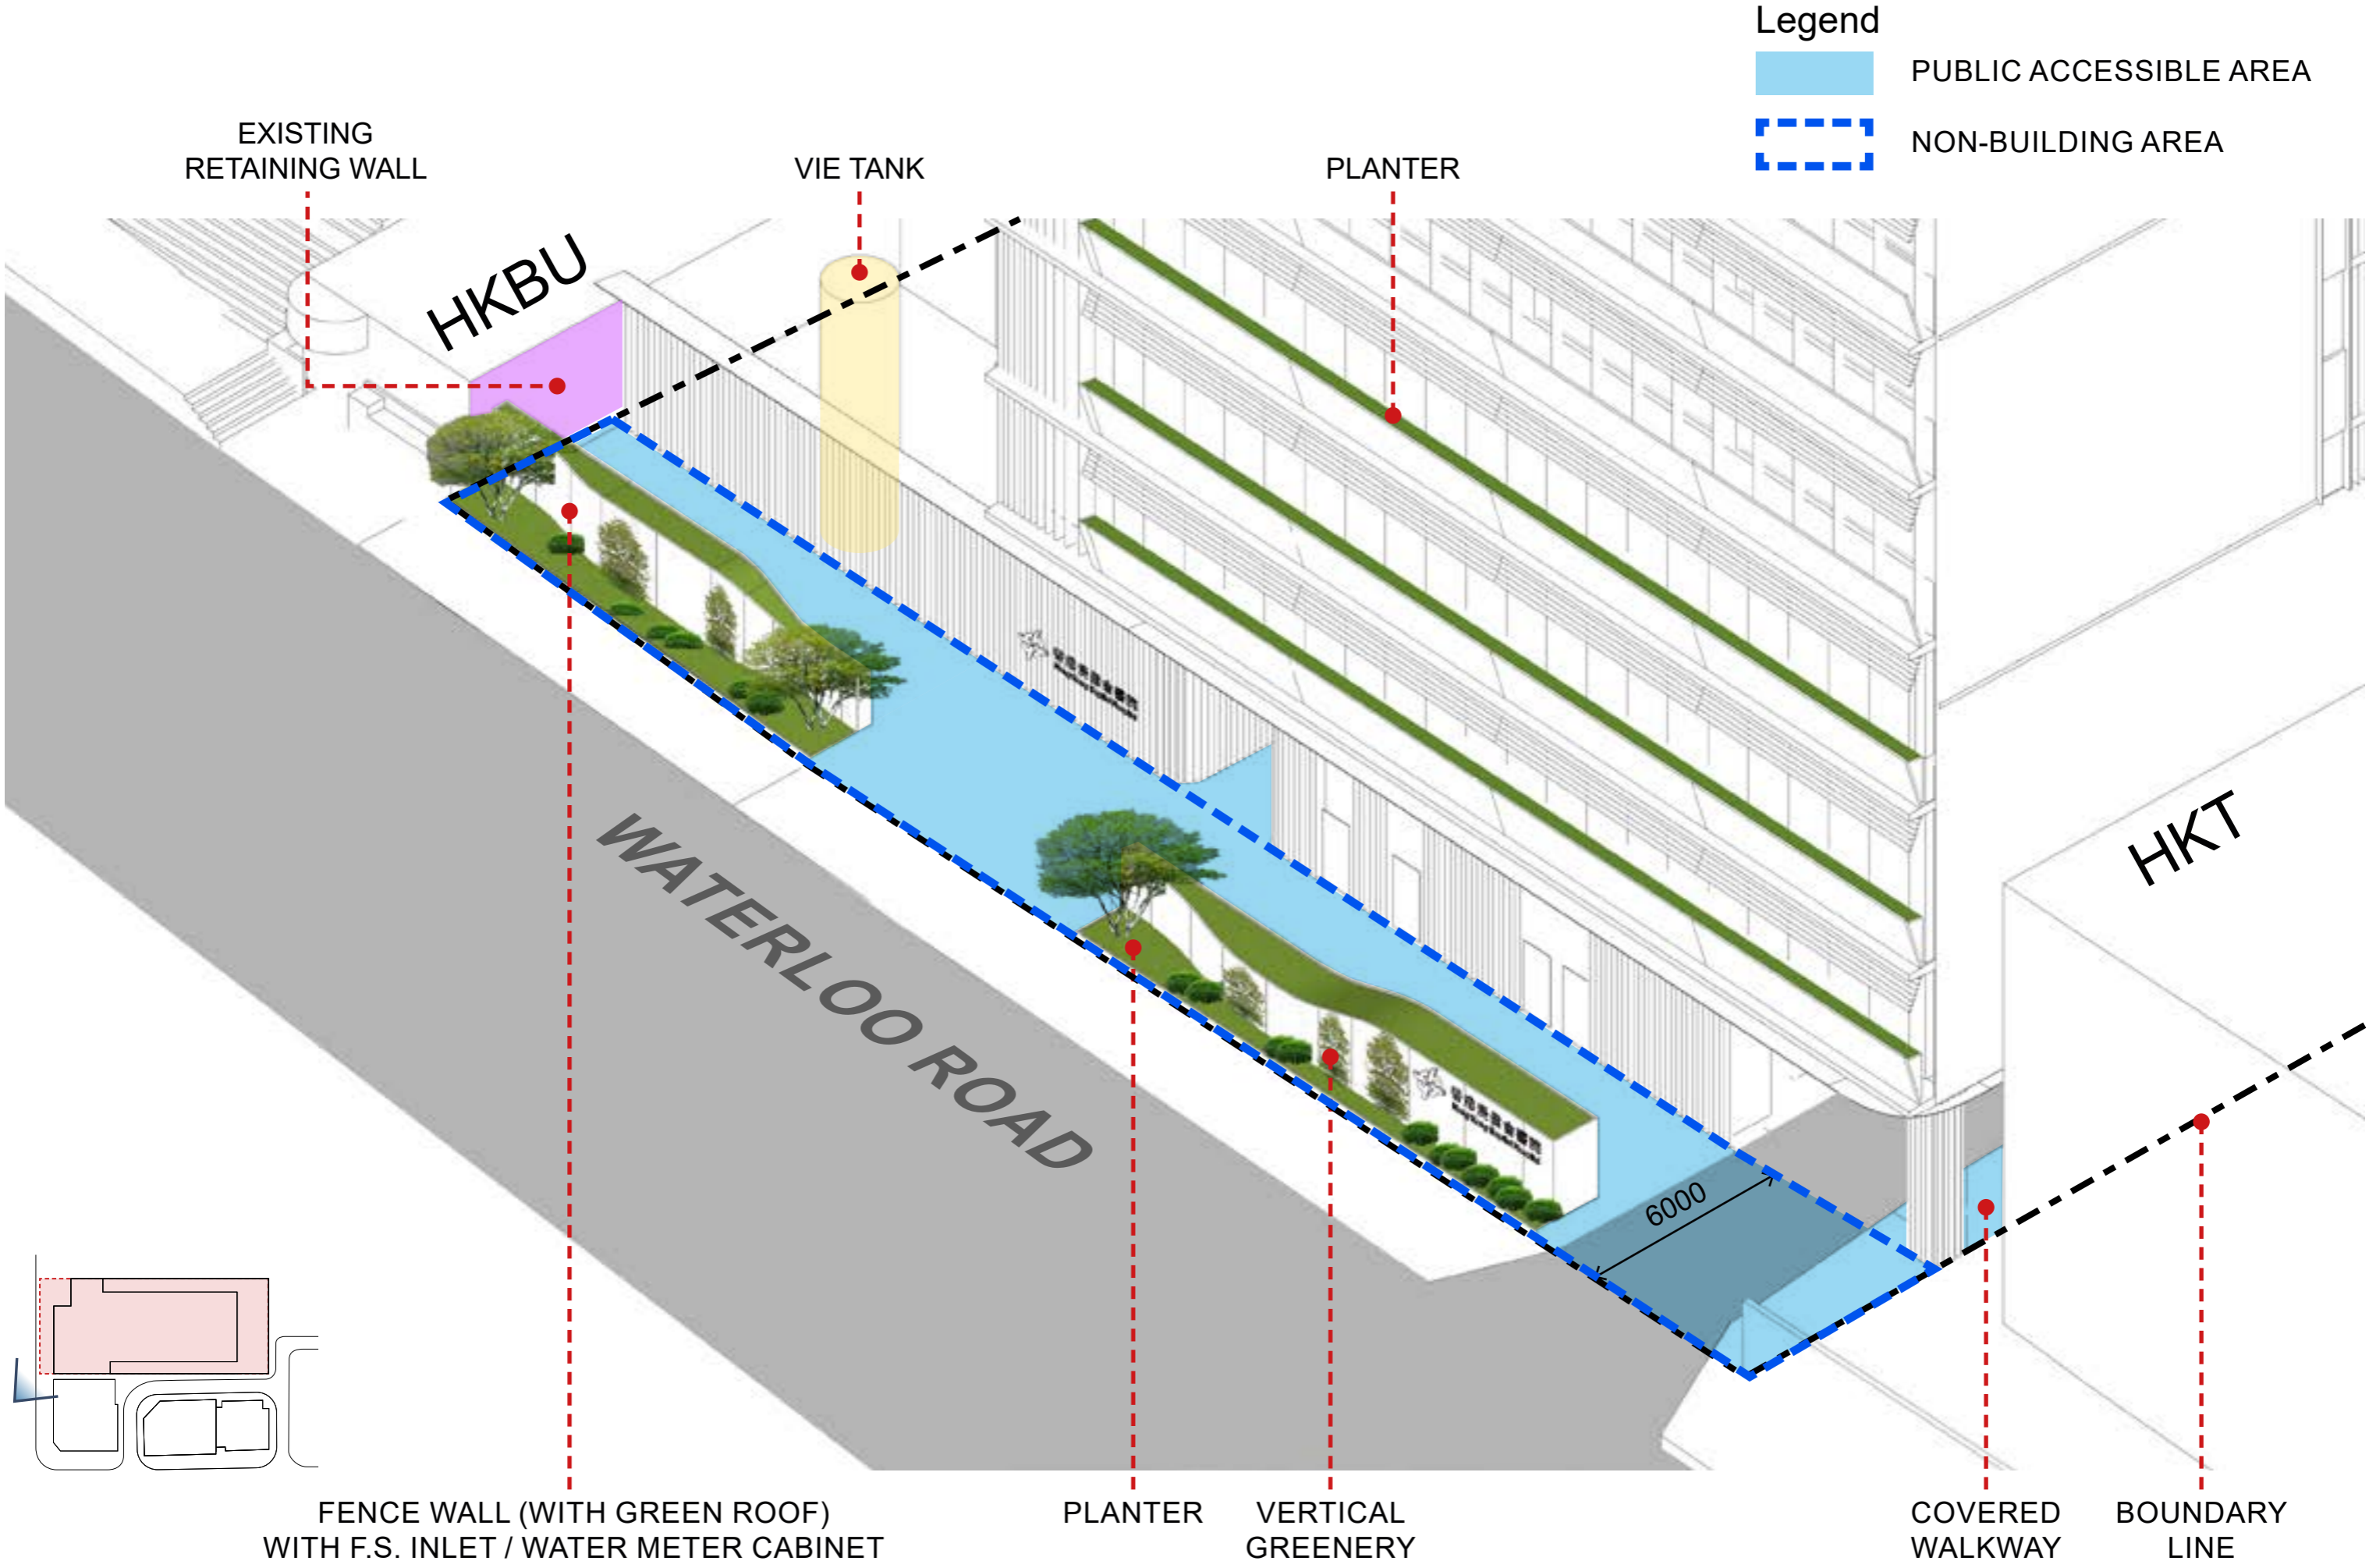 Legend
PUBLIC ACCESSIBLE AREA
NON-BUILDING AREA
EXISTING
RETAINING WALL
VIE TANK
PLANTER
HKBU
HKT
WATERLOO ROAD
6000
FENCE WALL (WITH GREEN ROOF)
WITH F.S. INLET / WATER METER CABINET
PLANTER
VERTICAL
GREENERY
COVERED
WALKWAY
BOUNDARY
LINE